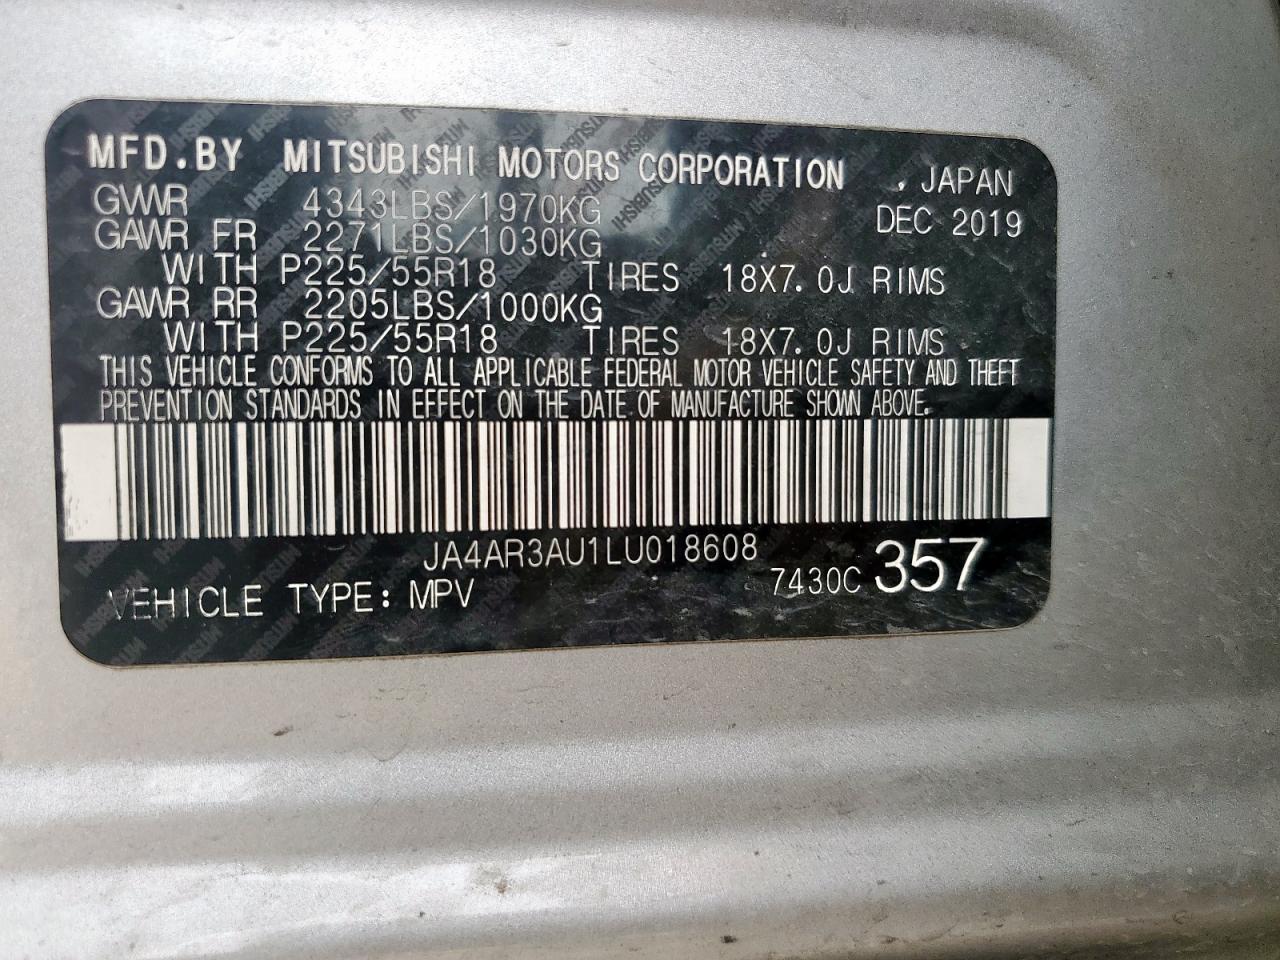 MFD.BY MITSUBISHI MOTORS CORPORATION , JAPAN
GVWR 4343LBS/1970KG DEC 2019
GAWR FR 2271LBS/1030KG
WITH P225/55R18 TIRES 18X7.0J RIMS
GAWR RR 2205LBS/1000KG
WITH P225/55R18 TIRES 18X7.0J RIMS
THIS VEHICLE CONFORMS TO ALL APPLICABLE FEDERAL MOTOR VEHICLE SAFETY AND THEFT
PREVENTION STANDARDS IN EFFECT ON THE DATE OF MANUFACTURE SHOWN ABOVE.
JA4AR3AU1LU018608
VEHICLE TYPE: MPV 7430C 357